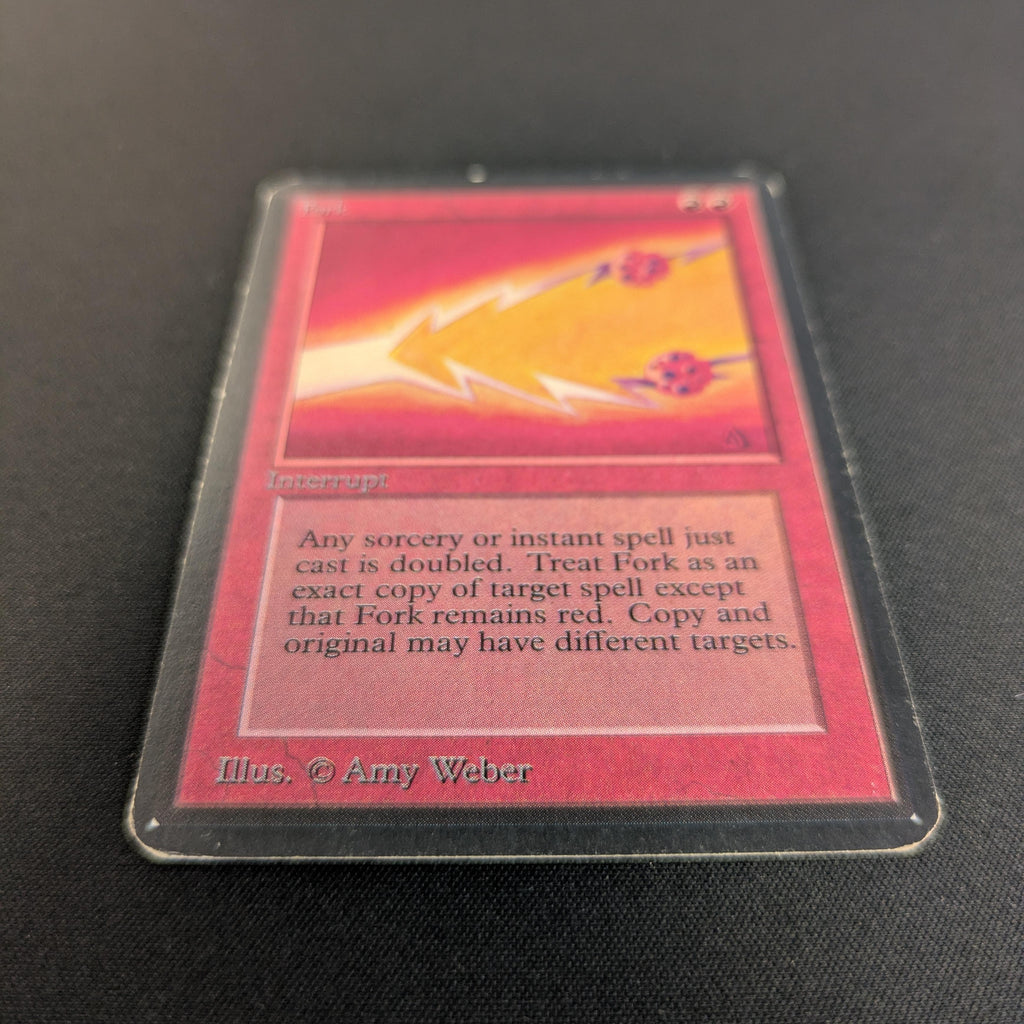 Fork
Interrupt
Any sorcery or instant spell just
cast is doubled. Treat Fork as an
exact copy of target spell except
that Fork remains red. Copy and
original may have different targets.
Illus. © Amy Weber